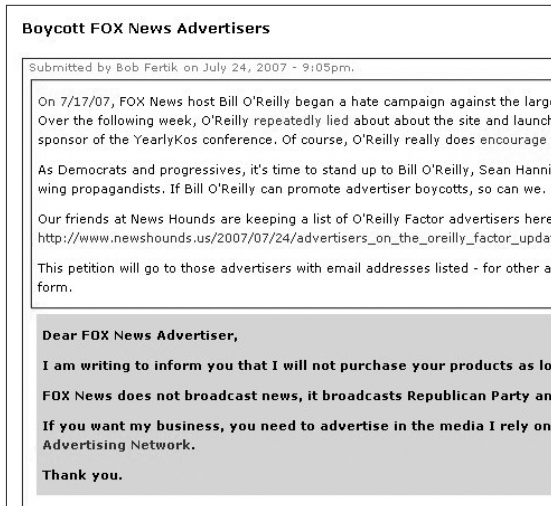 Boycott FOX News Advertisers
Submitted by Bob Fertik on July 24, 2007 - 9:05pm.
On 7/17/07, FOX News host Bill O'Reilly began a hate campaign against the
Over the following week, O'Reilly repeatedly lied about about the site and
sponsor of the YearlyKos conference. Of course, O'Reilly really does encourage
As Democrats and progressives, it's time to stand up to Bill O'Reilly, Sean
wing propagandists. If Bill O'Reilly can promote advertiser boycotts, so can we.
Our friends at News Hounds are keeping a list of O'Reilly Factor advertisers here
http://www.newshounds.us/2007/07/24/advertisers_on_the_oreilly_factor_upda
This petition will go to those advertisers with email addresses listed - for other
form.
Dear FOX News Advertiser,
I am writing to inform you that I will not purchase your products as
FOX News does not broadcast news, it broadcasts Republican Party
If you want my business, you need to advertise in the media I rely on
Advertising Network.
Thank you.